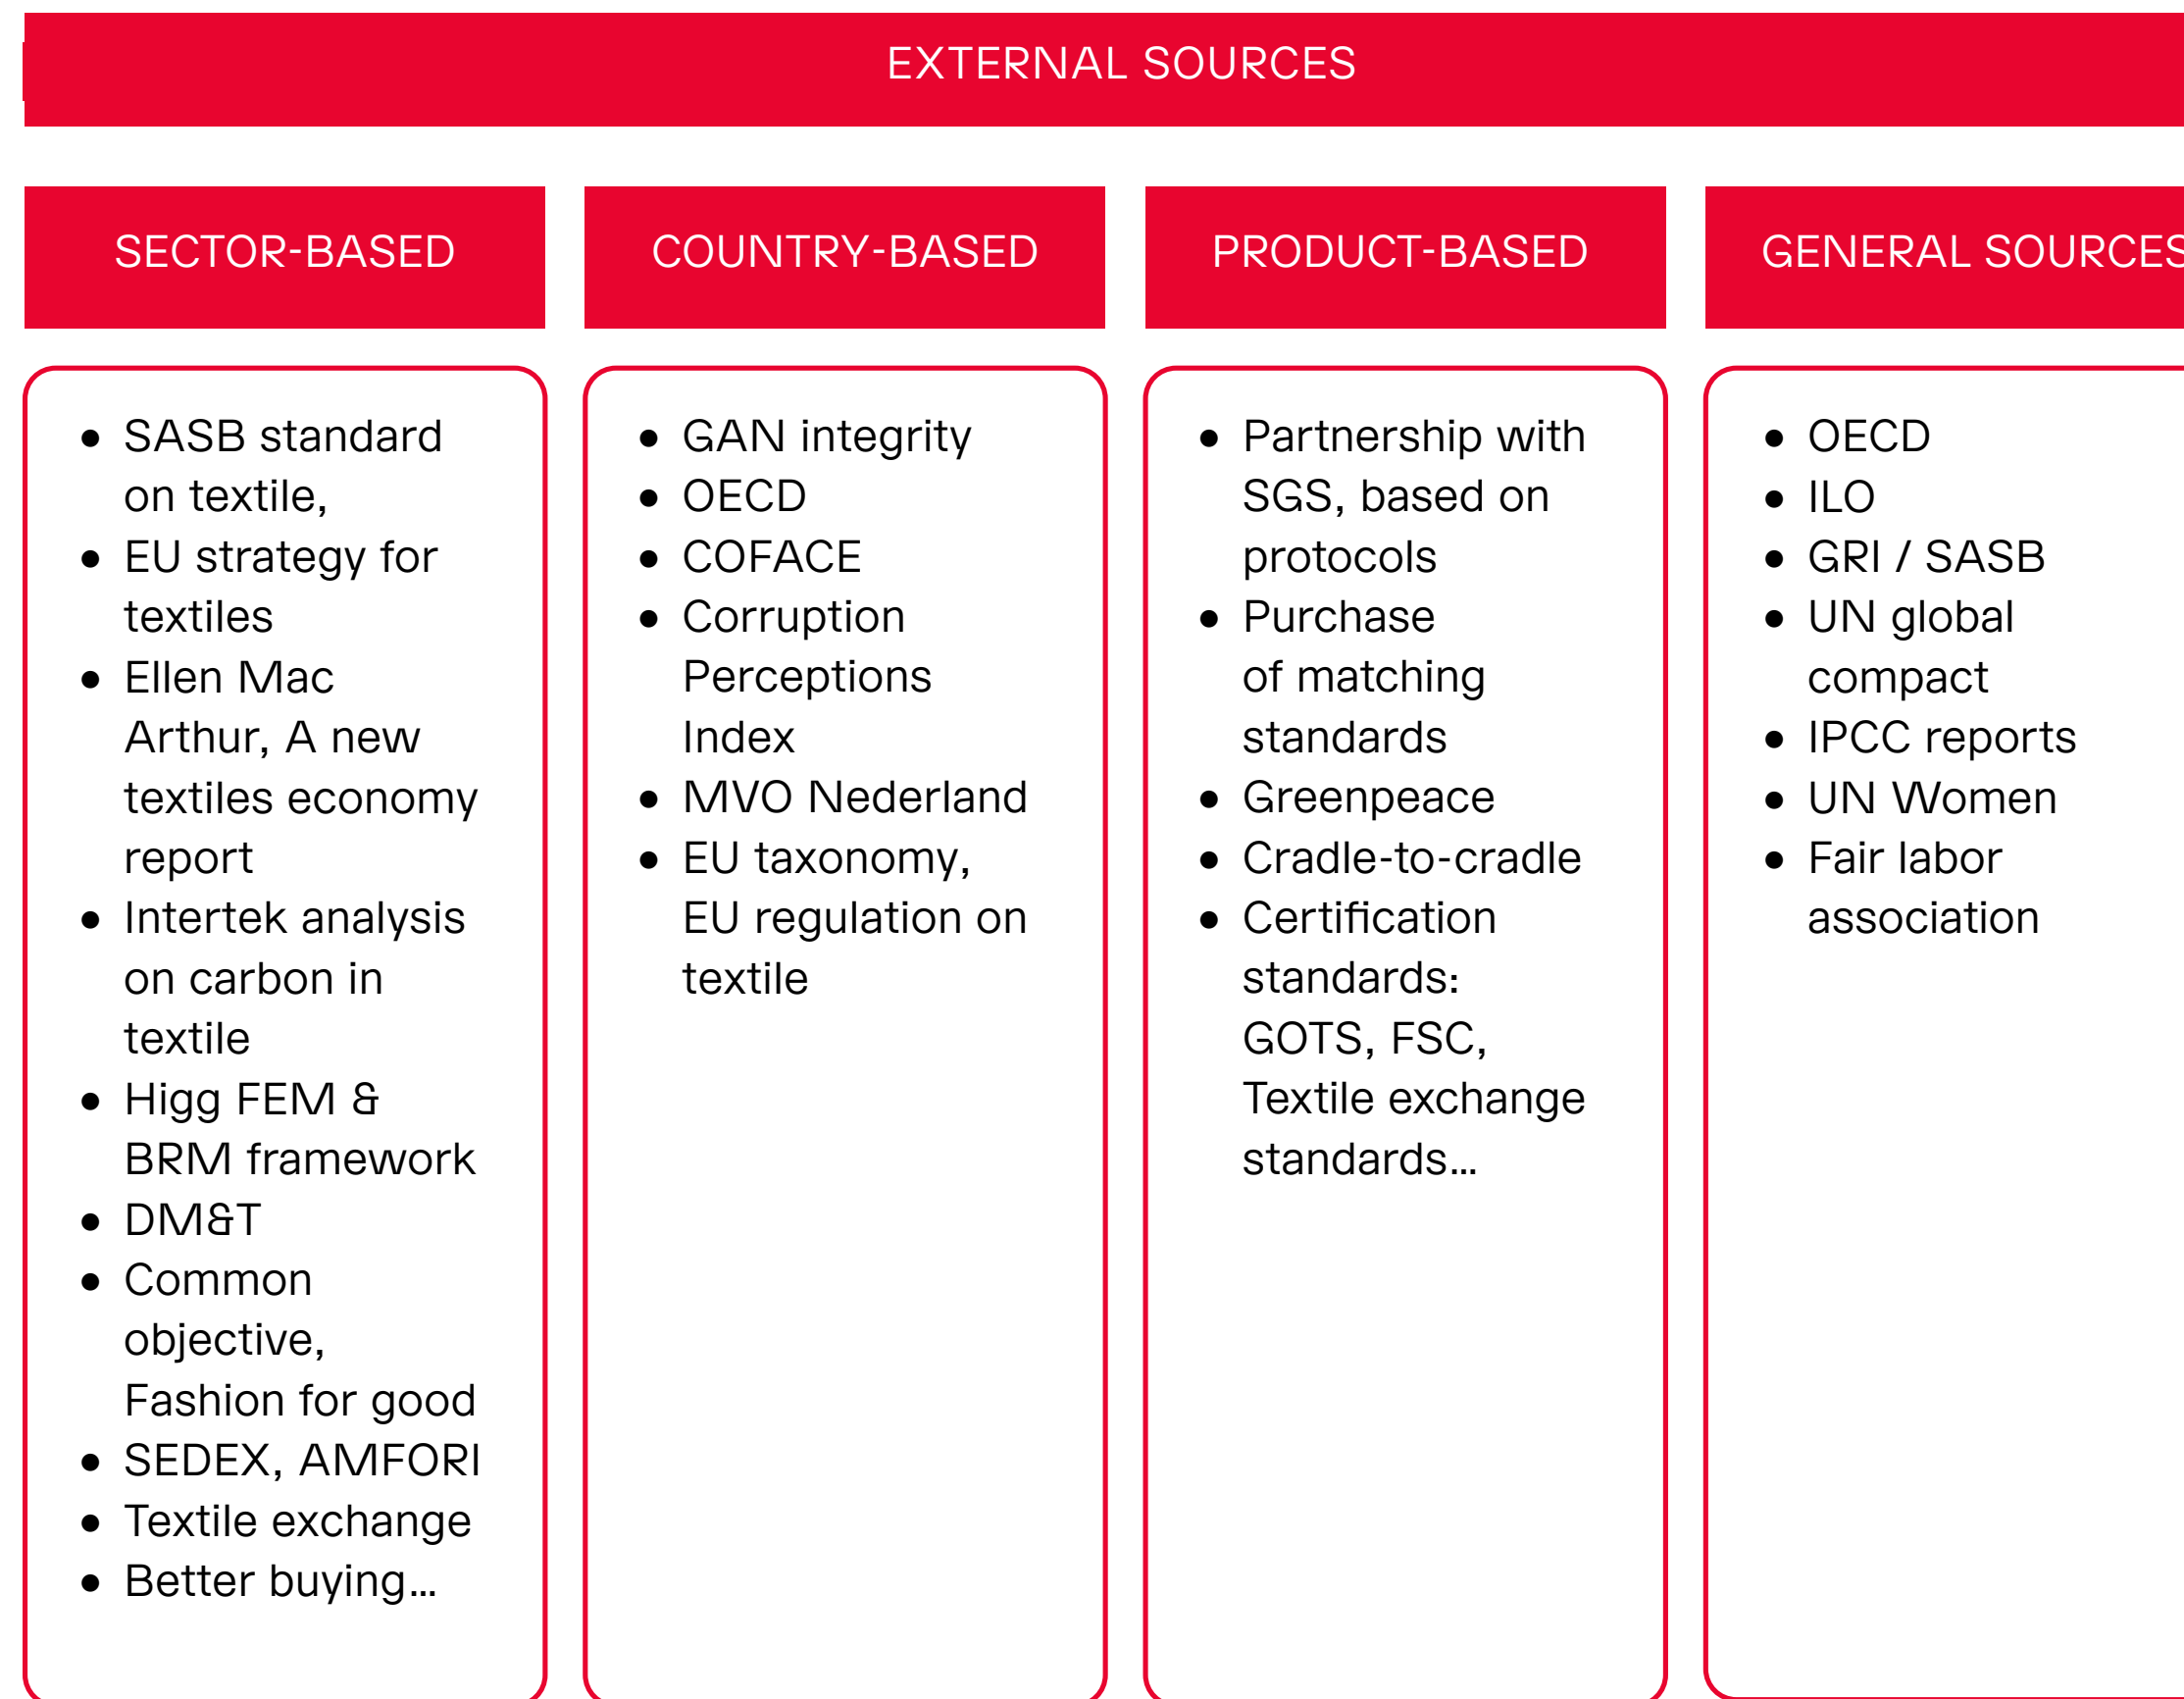 EXTERNAL SOURCES
SECTOR-BASED
• SASB standard
on textile,
• EU strategy for
textiles
• Ellen Mac
Arthur, A new
textiles economy
report
• Intertek analysis
on carbon in
textile
• Higg FEM &
BRM framework
• DM&T
• Common
objective,
Fashion for good
• SEDEX, AMFORI
• Textile exchange
• Better buying...
COUNTRY-BASED
• GAN integrity
• OECD
• COFACE
• Corruption
Perceptions
Index
• MVO Nederland
• EU taxonomy,
EU regulation on
textile
PRODUCT-BASED
• Partnership with
SGS, based on
protocols
• Purchase
of matching
standards
• Greenpeace
• Cradle-to-cradle
• Certification
standards:
GOTS, FSC,
Textile exchange
standards...
GENERAL SOURCES
• OECD
• ILO
• GRI / SASB
• UN global
compact
• IPCC reports
• UN Women
• Fair labor
association